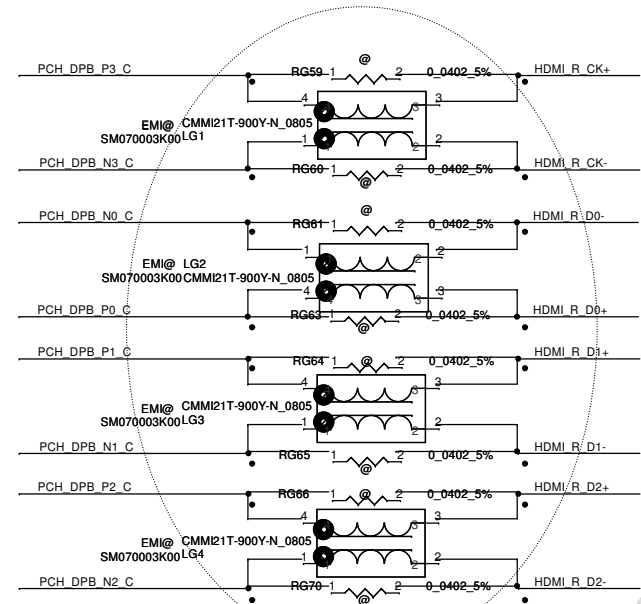 @
PCH_DPB_P3_C RG59 1 2 0_0402_5% HDMI_R_CK+
4 3 3
EMI@ CMMI21T-900Y-N_0805
SM070003K00 LG1
1 2 2
PCH_DPB_N3_C RG60 1 2 0_0402_5% HDMI_R_CK-
@
@
PCH_DPB_N0_C RG61 1 2 0_0402_5% HDMI_R_D0-
1 2 2
EMI@ LG2
SM070003K00 CMMI21T-900Y-N_0805
4 3 3
PCH_DPB_P0_C RG63 1 2 0_0402_5% HDMI_R_D0+
@
PCH_DPB_P1_C RG64 1 @ 2 0_0402_5% HDMI_R_D1+
4 3 3
EMI@ CMMI21T-900Y-N_0805
SM070003K00 LG3
1 2 2
PCH_DPB_N1_C RG65 1 2 0_0402_5% HDMI_R_D1-
@
PCH_DPB_P2_C RG66 1 @ 2 0_0402_5% HDMI_R_D2+
4 3 3
EMI@ CMMI21T-900Y-N_0805
SM070003K00 LG4
1 2 2
PCH_DPB_N2_C RG70 1 2 0_0402_5% HDMI_R_D2-
@